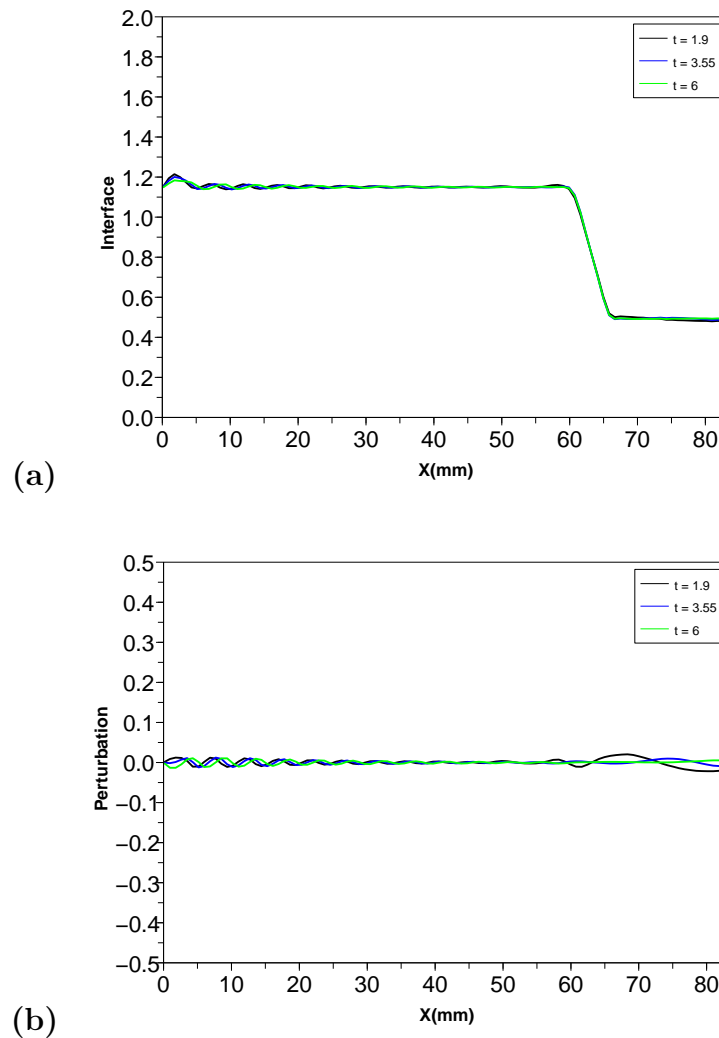 2.0
1.8
1.6
1.4
1.2
1.0
0.8
0.6
0.4
0.2
0.0
Interface
t = 1.9
t = 3.55
t = 6
0 10 20 30 40 50 60 70 80
X(mm)
(a)
0.5
0.4
0.3
0.2
0.1
0.0
−0.1
−0.2
−0.3
−0.4
−0.5
Perturbation
t = 1.9
t = 3.55
t = 6
0 10 20 30 40 50 60 70 80
X(mm)
(b)